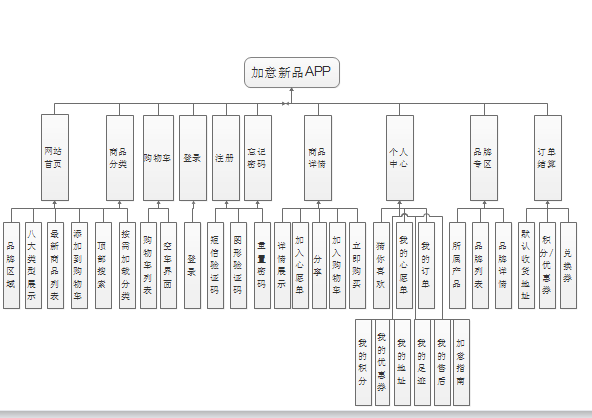 加意新品APP
网站
首页
商品
分类
购物车
登录
注册
忘记
密码
商品
详情
个人
中心
品牌
专区
订单
结算
品牌区域
八大类型展示
最新商品列表
添加到购物车
顶部搜索
按需加载分类
购物车列表
空车界面
登录
短信验证码
图形验证码
重置密码
详情展示
加入心愿单
分享
加入购物车
立即购买
猜你喜欢
我的心愿单
我的订单
所属产品
品牌列表
品牌详情
默认收货地址
积分/优惠券
兑换券
我的积分
我的优惠券
我的地址
我的足迹
我的售后
加意指南